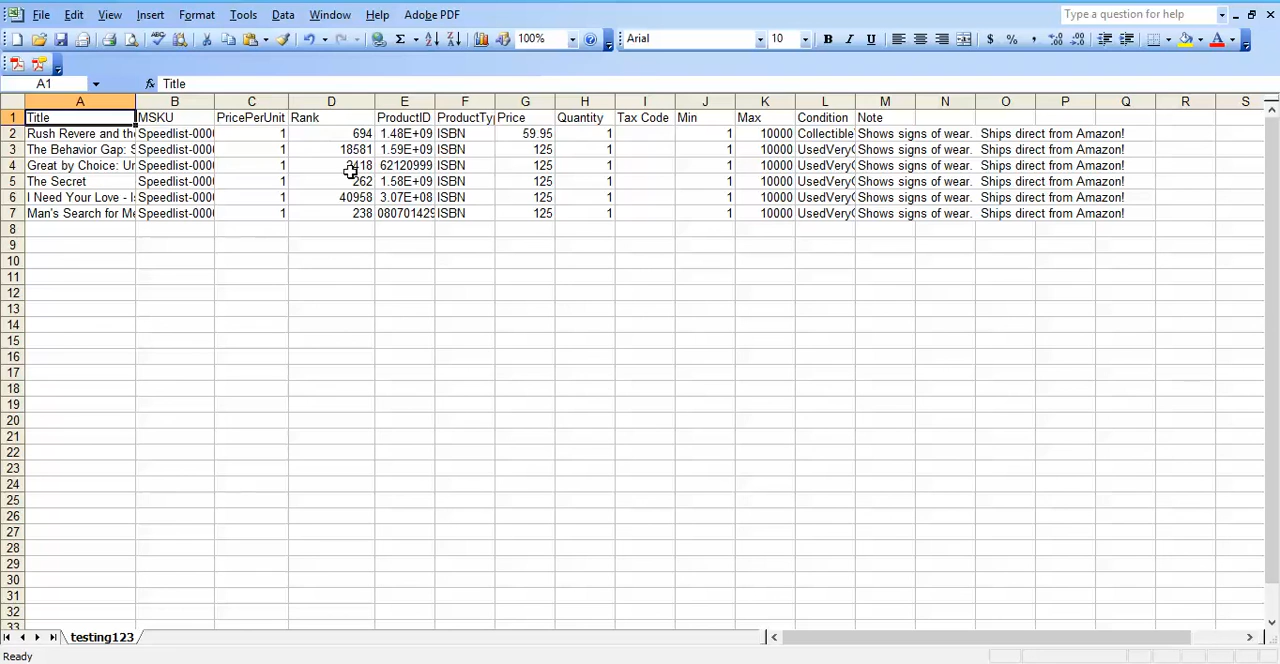 File Edit View Insert Format Tools Data Window Help Adobe PDF Type a question for help
100% Arial 10 B I U $ % ,
A1 fx Title
A B C D E F G H I J K L M N O P Q R S
1 Title MSKU PricePerUnit Rank ProductID ProductTy Price Quantity Tax Code Min Max Condition Note
2 Rush Revere and the Speedlist-000 1 694 1.48E+09 ISBN 59.95 1 1 10000 Collectible Shows signs of wear. Ships direct from Amazon!
3 The Behavior Gap: S Speedlist-000 1 18581 1.59E+09 ISBN 125 1 1 10000 UsedVery Shows signs of wear. Ships direct from Amazon!
4 Great by Choice: Un Speedlist-000 1 62120999 ISBN 125 1 1 10000 UsedVery Shows signs of wear. Ships direct from Amazon!
5 The Secret Speedlist-000 1 262 1.58E+09 ISBN 125 1 1 10000 UsedVery Shows signs of wear. Ships direct from Amazon!
6 I Need Your Love - Is Speedlist-000 1 40958 3.07E+08 ISBN 125 1 1 10000 UsedVery Shows signs of wear. Ships direct from Amazon!
7 Man's Search for Me Speedlist-000 1 238 080701429 ISBN 125 1 1 10000 UsedVery Shows signs of wear. Ships direct from Amazon!
8
9
10
11
12
13
14
15
16
17
18
19
20
21
22
23
24
25
26
27
28
29
30
31
32
33
testing123
Ready